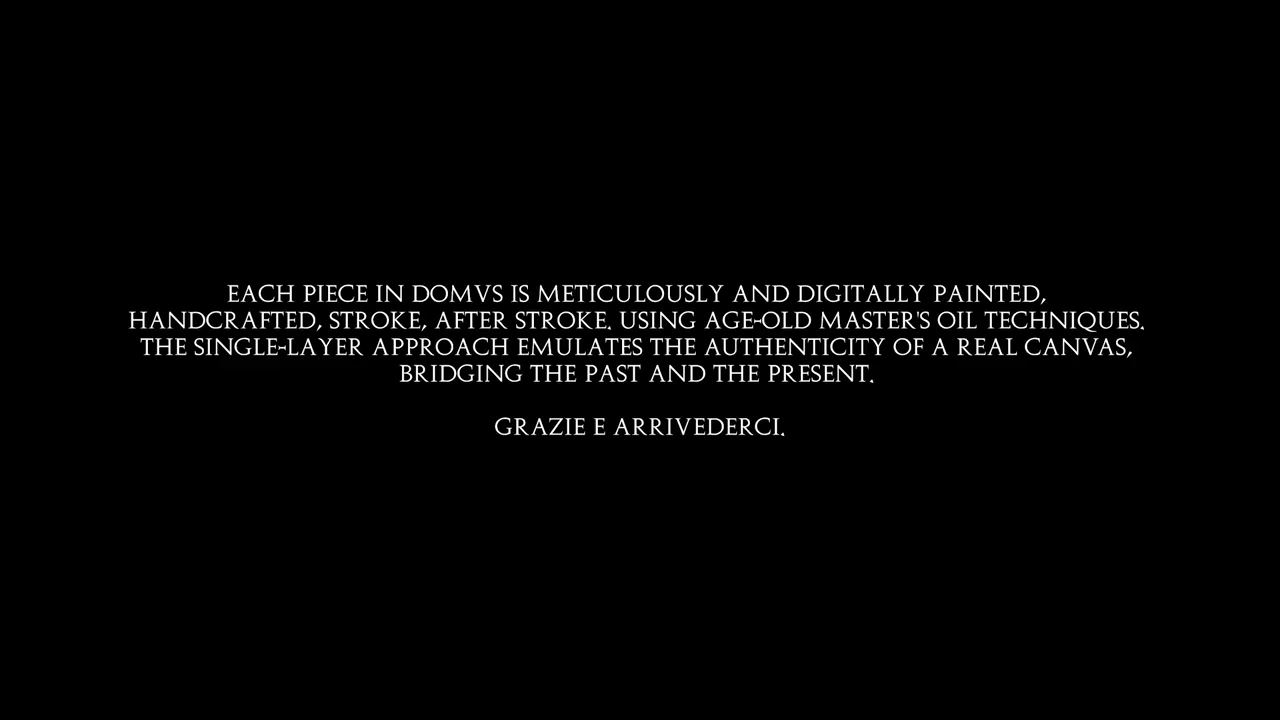 EACH PIECE IN DOMVS IS METICULOUSLY AND DIGITALLY PAINTED,
HANDCRAFTED, STROKE, AFTER STROKE. USING AGE-OLD MASTER'S OIL TECHNIQUES.
THE SINGLE-LAYER APPROACH EMULATES THE AUTHENTICITY OF A REAL CANVAS,
BRIDGING THE PAST AND THE PRESENT.
GRAZIE E ARRIVEDERCI.